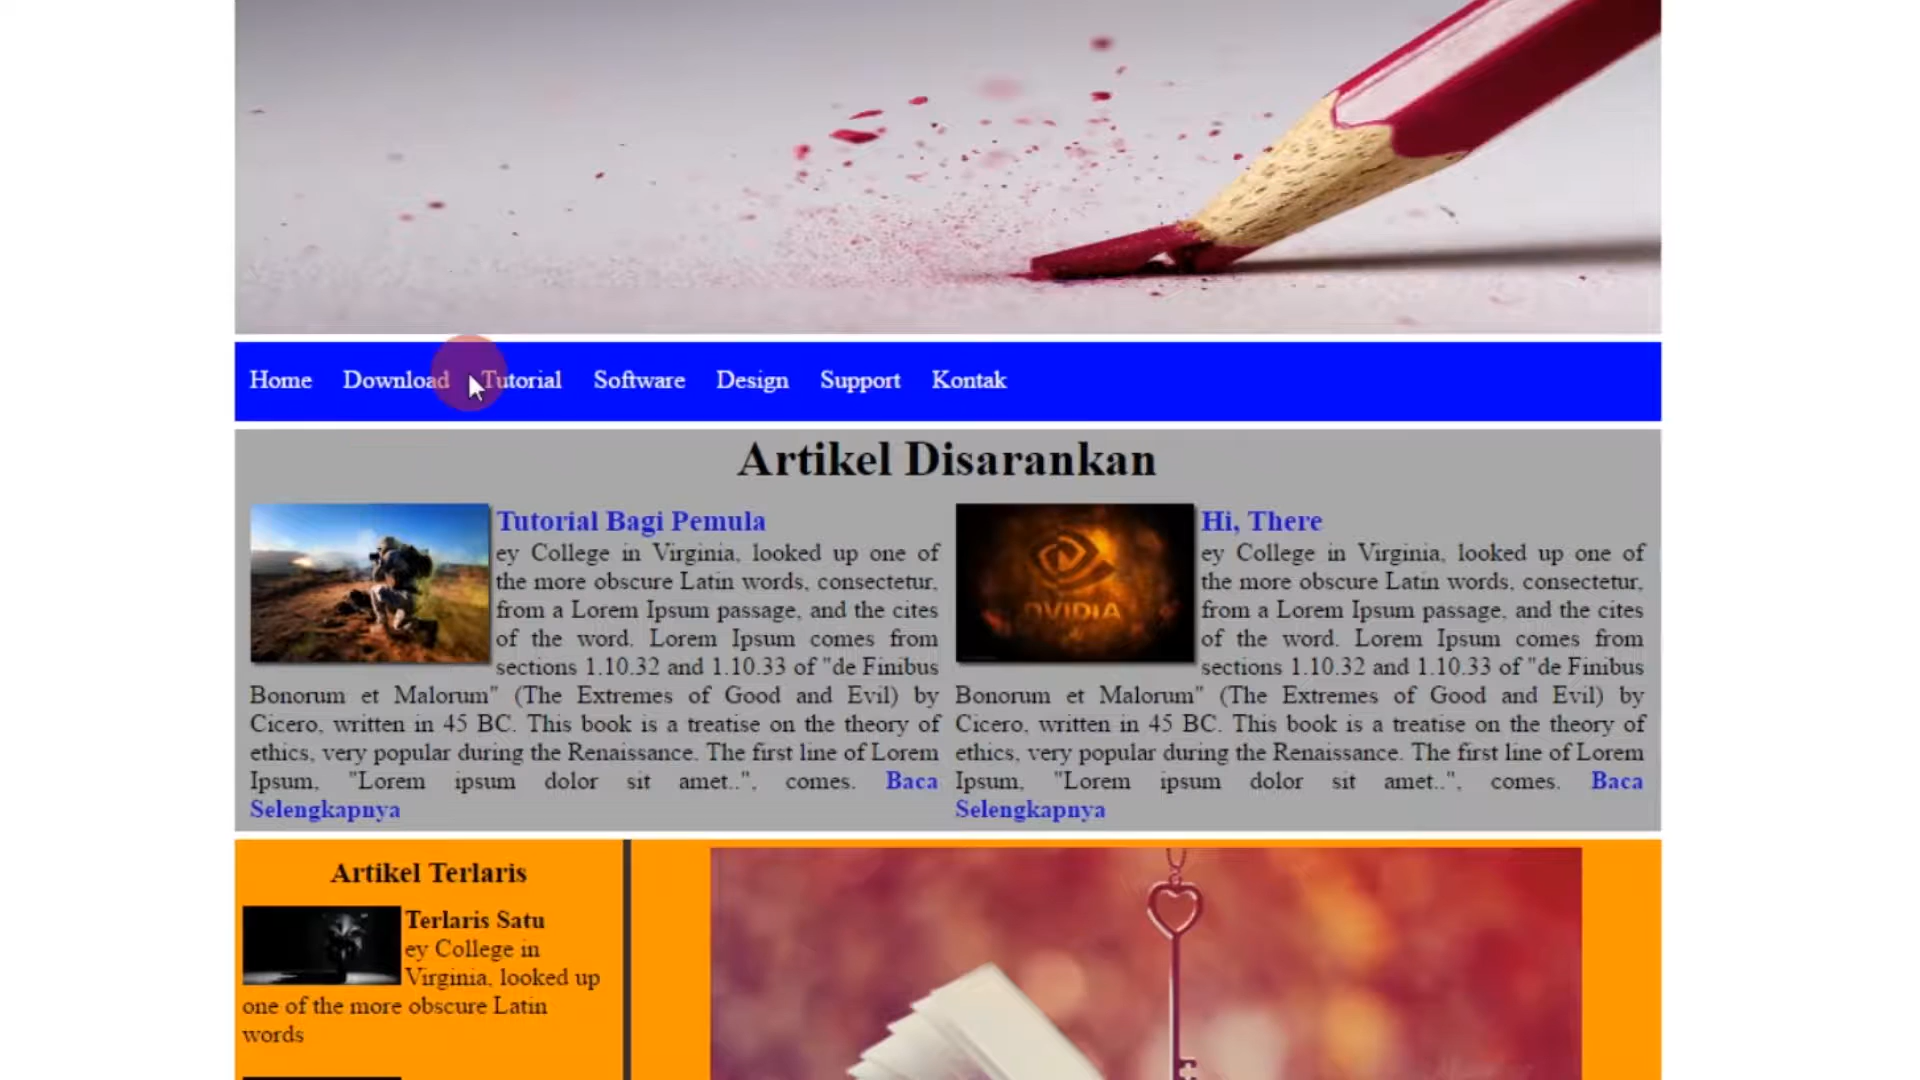 Home Download Tutorial Software Design Support Kontak
Artikel Disarankan
Tutorial Bagi Pemula
ey College in Virginia, looked up one of
the more obscure Latin words, consectetur,
from a Lorem Ipsum passage, and the cites
of the word. Lorem Ipsum comes from
sections 1.10.32 and 1.10.33 of "de Finibus
Bonorum et Malorum" (The Extremes of Good and Evil) by
Cicero, written in 45 BC. This book is a treatise on the theory of
ethics, very popular during the Renaissance. The first line of Lorem
Ipsum, "Lorem ipsum dolor sit amet..", comes. Baca
Selengkapnya
NVIDIA
Hi, There
ey College in Virginia, looked up one of
the more obscure Latin words, consectetur,
from a Lorem Ipsum passage, and the cites
of the word. Lorem Ipsum comes from
sections 1.10.32 and 1.10.33 of "de Finibus
Bonorum et Malorum" (The Extremes of Good and Evil) by
Cicero, written in 45 BC. This book is a treatise on the theory of
ethics, very popular during the Renaissance. The first line of Lorem
Ipsum, "Lorem ipsum dolor sit amet..", comes. Baca
Selengkapnya
Artikel Terlaris
Terlaris Satu
ey College in
Virginia, looked up
one of the more obscure Latin
words